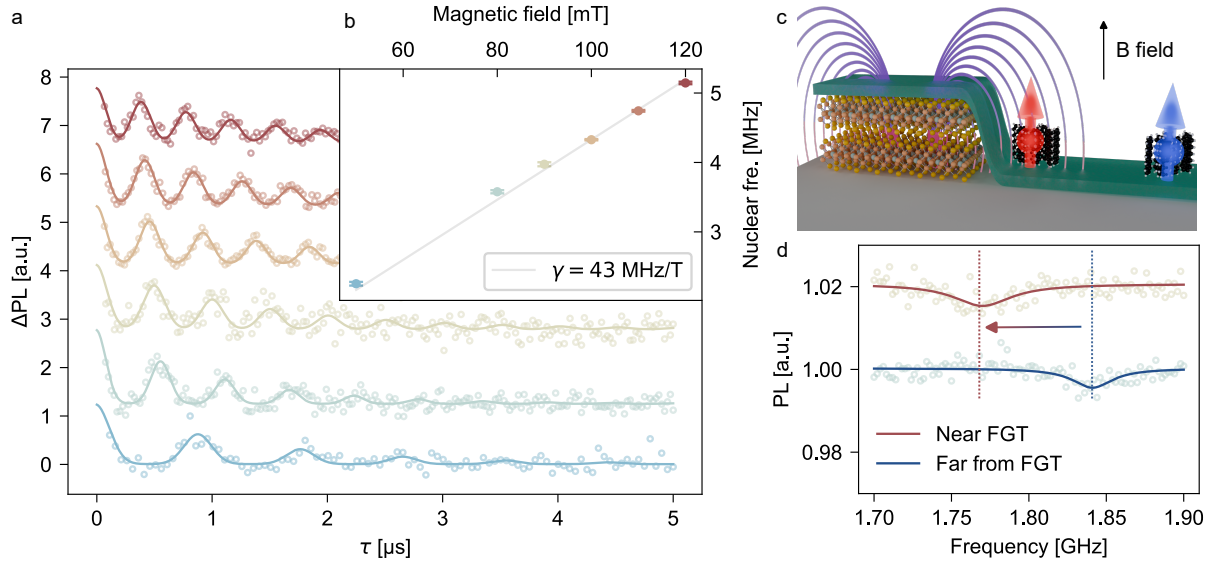 a
8
7
6
5
4
3
2
1
0
ΔPL [a.u.]
0 1 2 3 4 5
τ [μs]
b
Magnetic field [mT]
60 80 100 120
5
4
3
Nuclear fre. [MHz]
γ = 43 MHz/T
c
B field
d
1.02
1.00
0.98
PL [a.u.]
Near FGT
Far from FGT
1.70 1.75 1.80 1.85 1.90
Frequency [GHz]